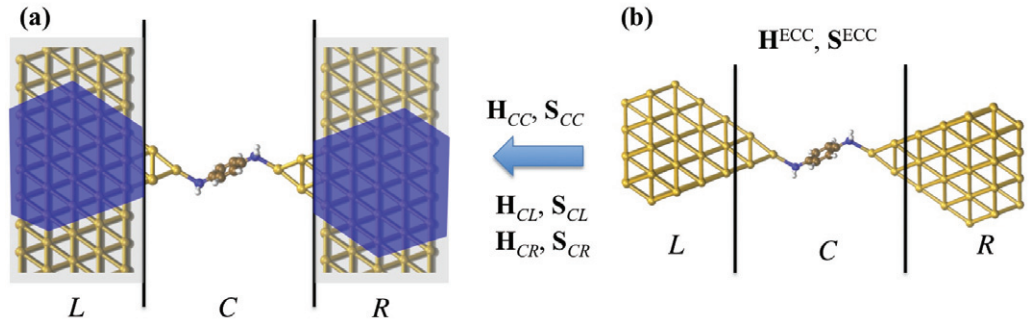 (a)
L
C
R
H_CC, S_CC
H_CL, S_CL
H_CR, S_CR
(b)
H^ECC, S^ECC
L
C
R